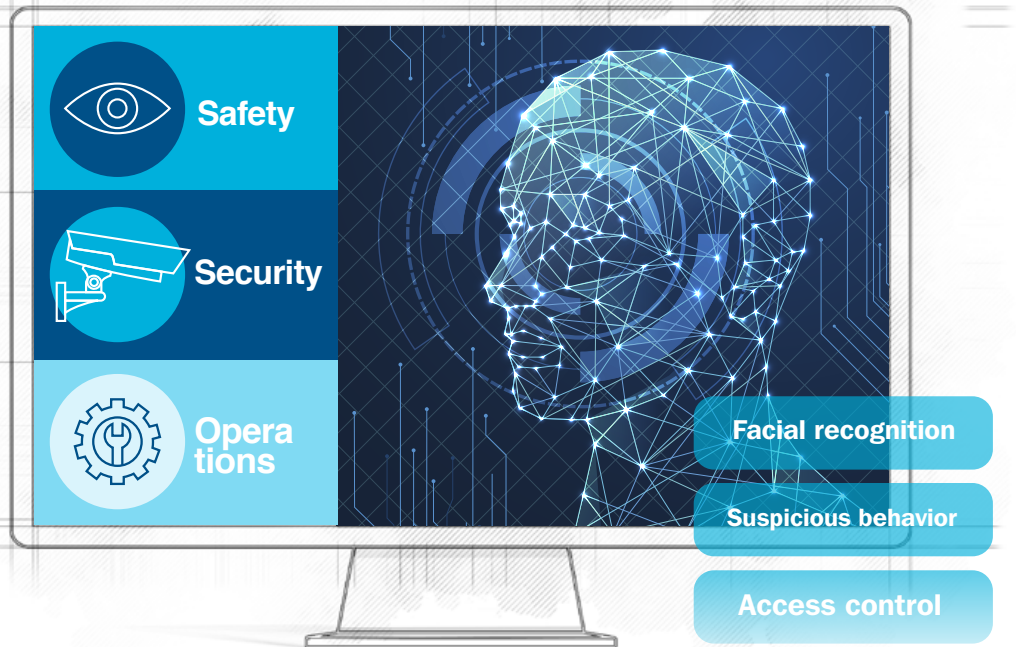 Safety
Security
Opera
tions
Facial recognition
Suspicious behavior
Access control